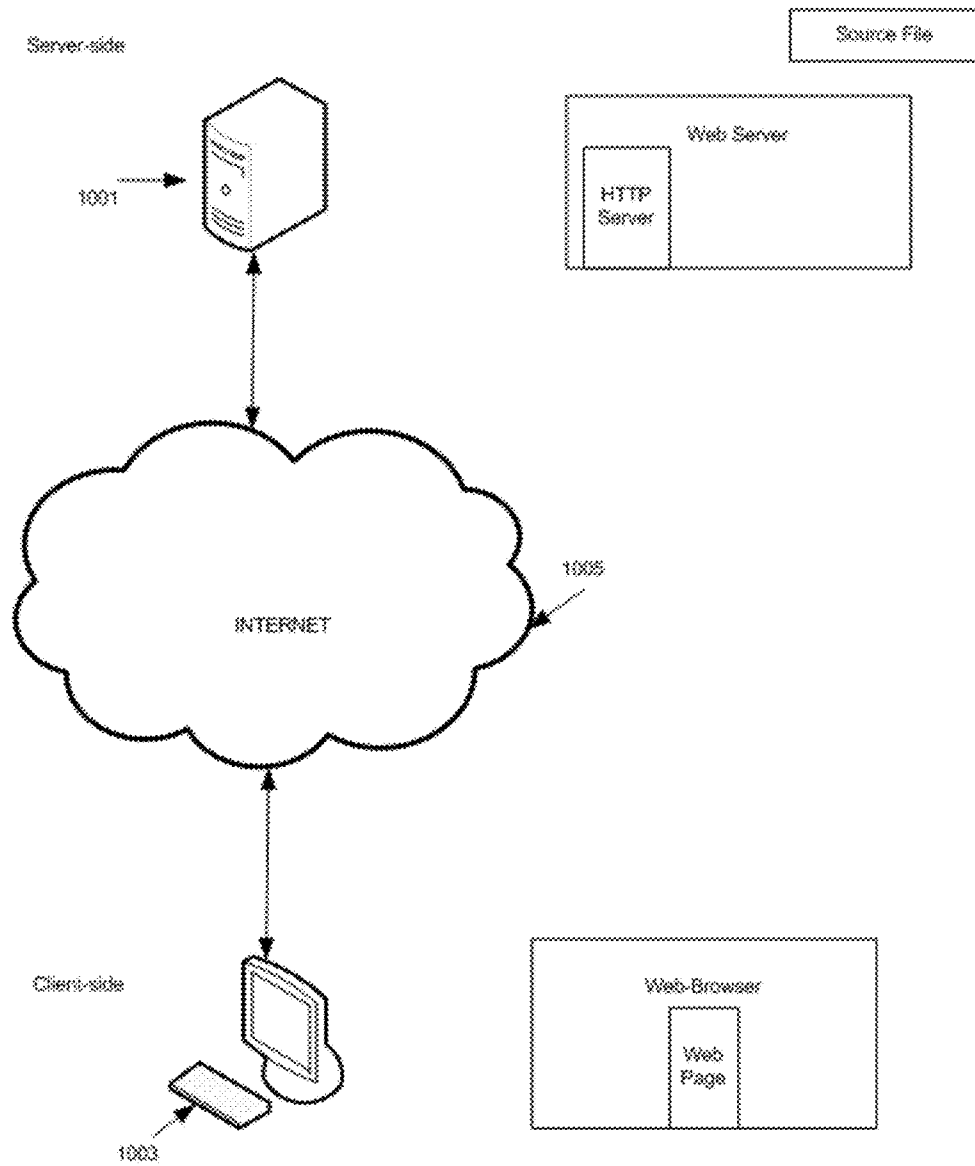 Server-side
Source File
Web Server
HTTP
Server
1001
1005
INTERNET
Client-side
Web-Browser
Web
Page
1003